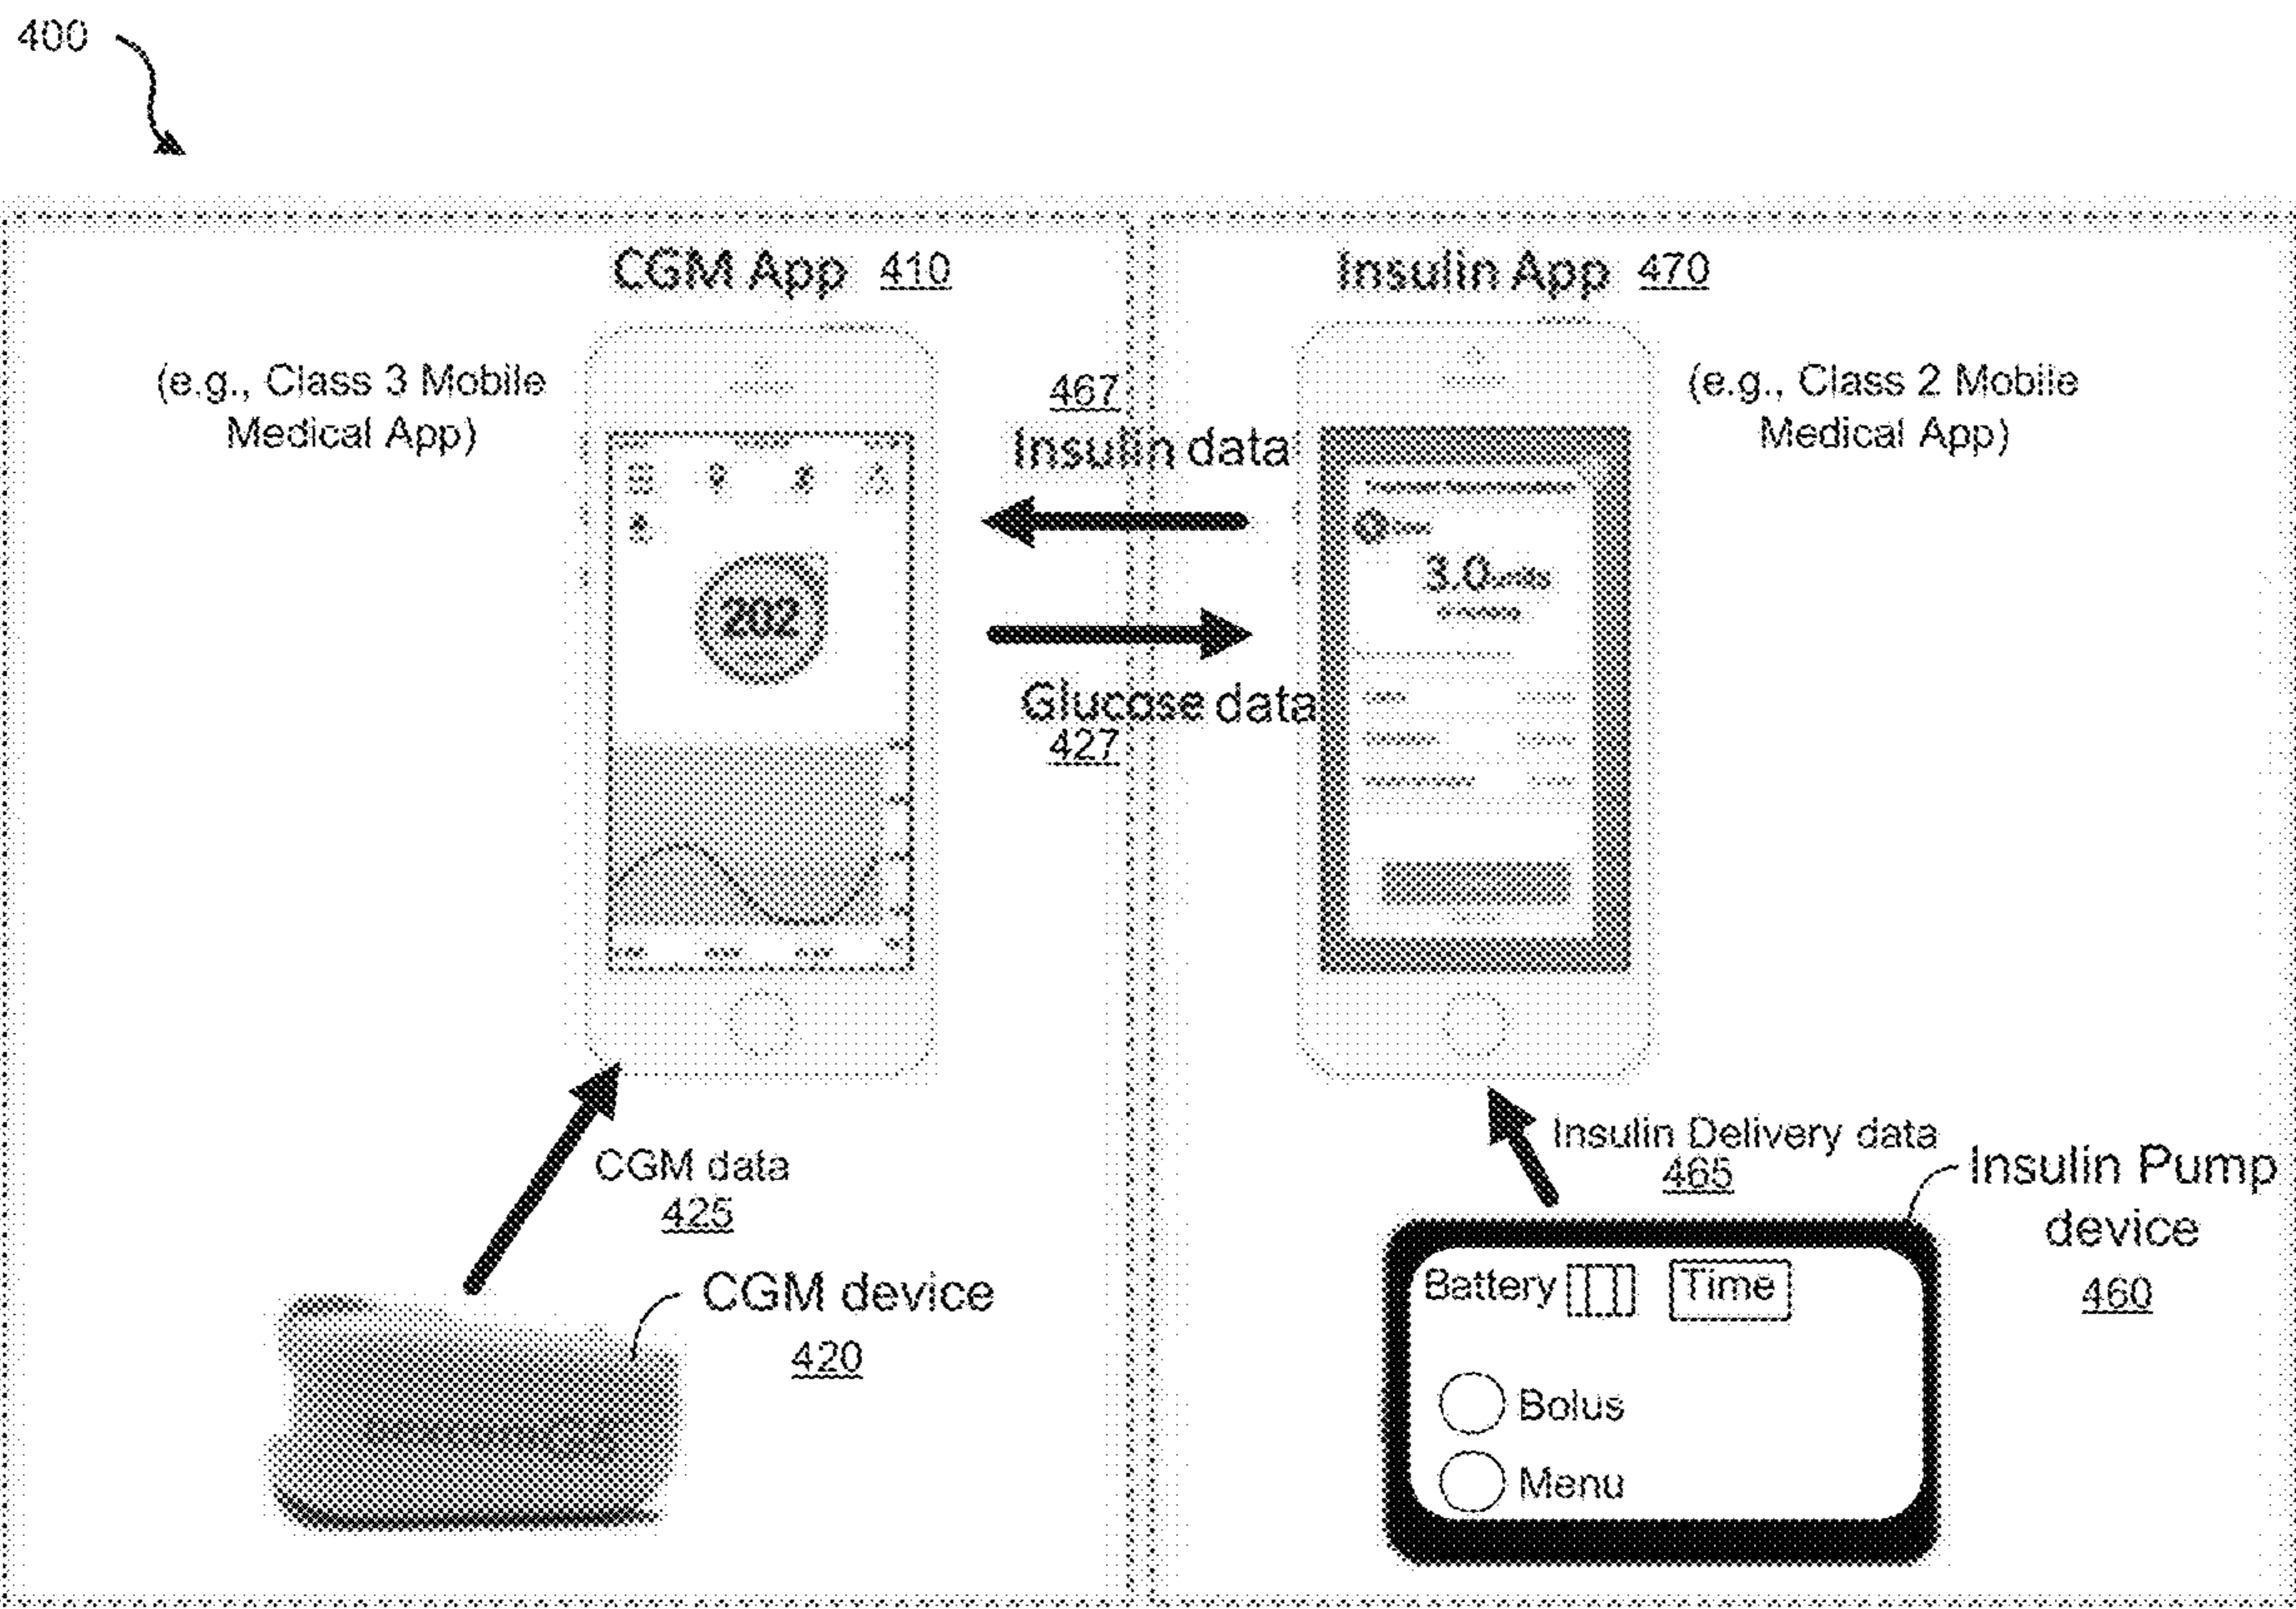 400
CGM App 410
(e.g., Class 3 Mobile
Medical App)
202
467
Insulin data
Glucose data
427
Insulin App 470
(e.g., Class 2 Mobile
Medical App)
3.0 units
CGM data
425
CGM device
420
Insulin Delivery data
465
Insulin Pump
device
460
Battery Time
Bolus
Menu